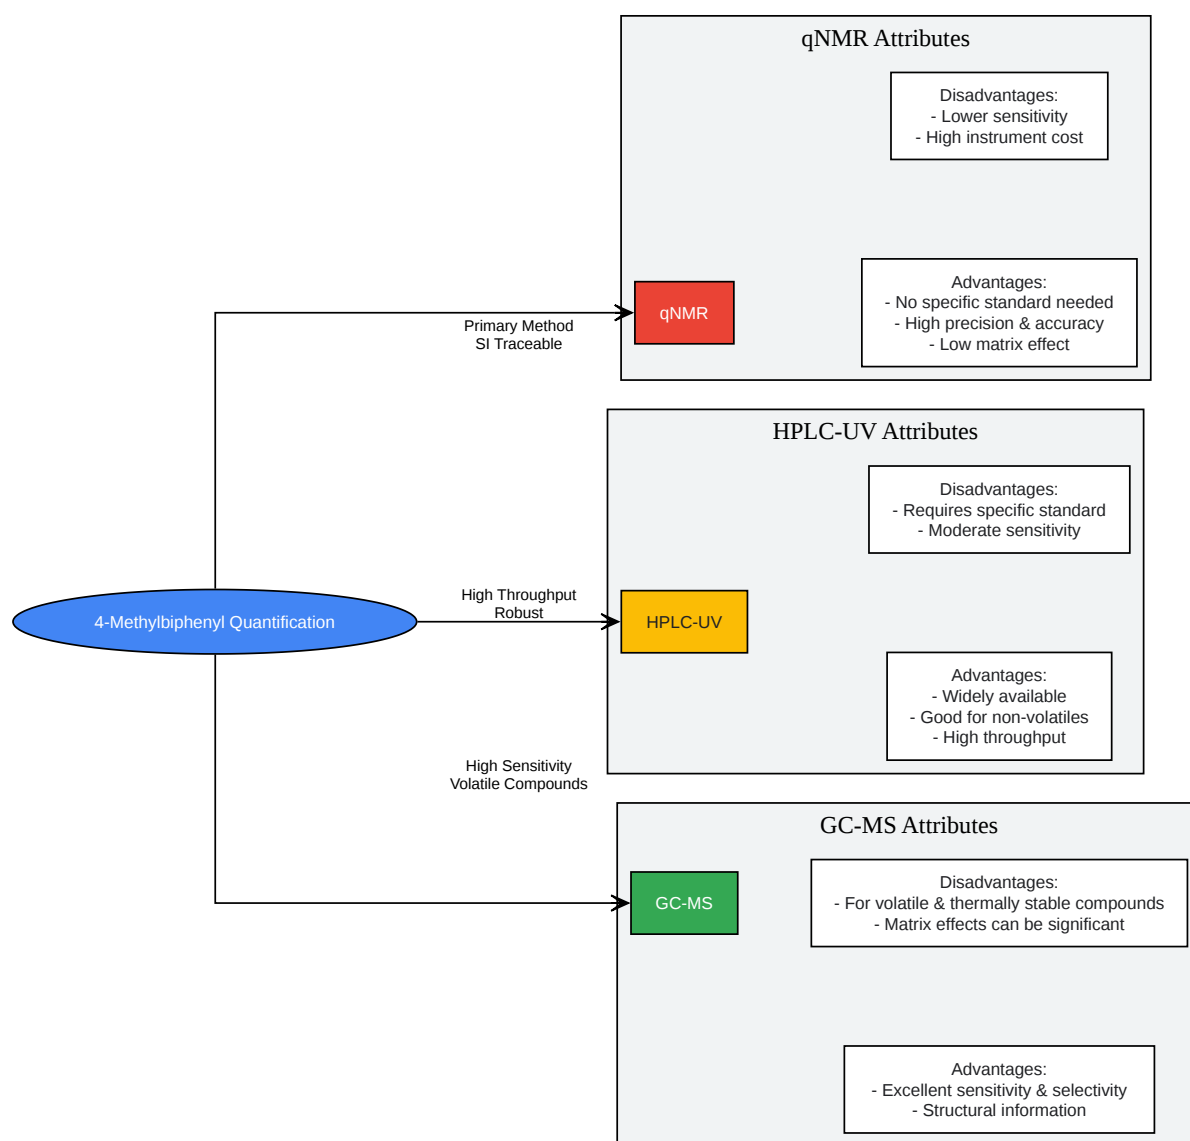 qNMR Attributes
Disadvantages:
- Lower sensitivity
- High instrument cost
Advantages:
- No specific standard needed
- High precision & accuracy
- Low matrix effect
qNMR
Primary Method
SI Traceable
HPLC-UV Attributes
Disadvantages:
- Requires specific standard
- Moderate sensitivity
High Throughput
Robust
4-Methylbiphenyl Quantification
HPLC-UV
Advantages:
- Widely available
- Good for non-volatiles
- High throughput
High Sensitivity
Volatile Compounds
GC-MS Attributes
Disadvantages:
- For volatile & thermally stable compounds
- Matrix effects can be significant
GC-MS
Advantages:
- Excellent sensitivity & selectivity
- Structural information